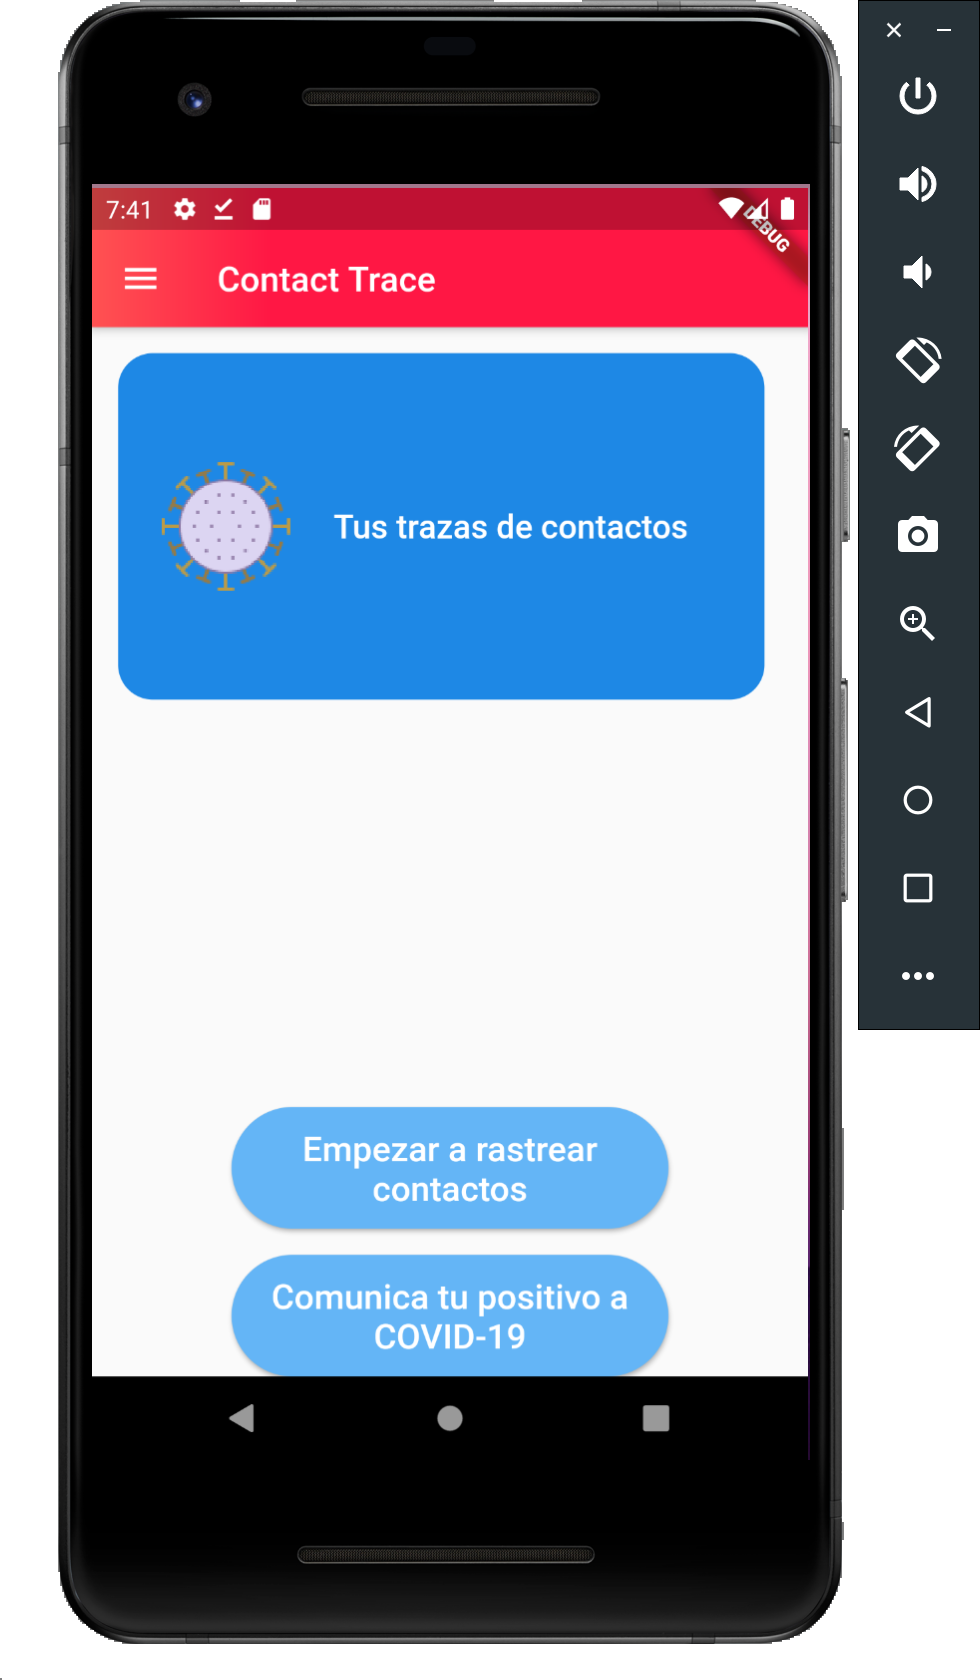 7:41
DEBUG
Contact Trace
Tus trazas de contactos
Empezar a rastrear
contactos
Comunica tu positivo a
COVID-19